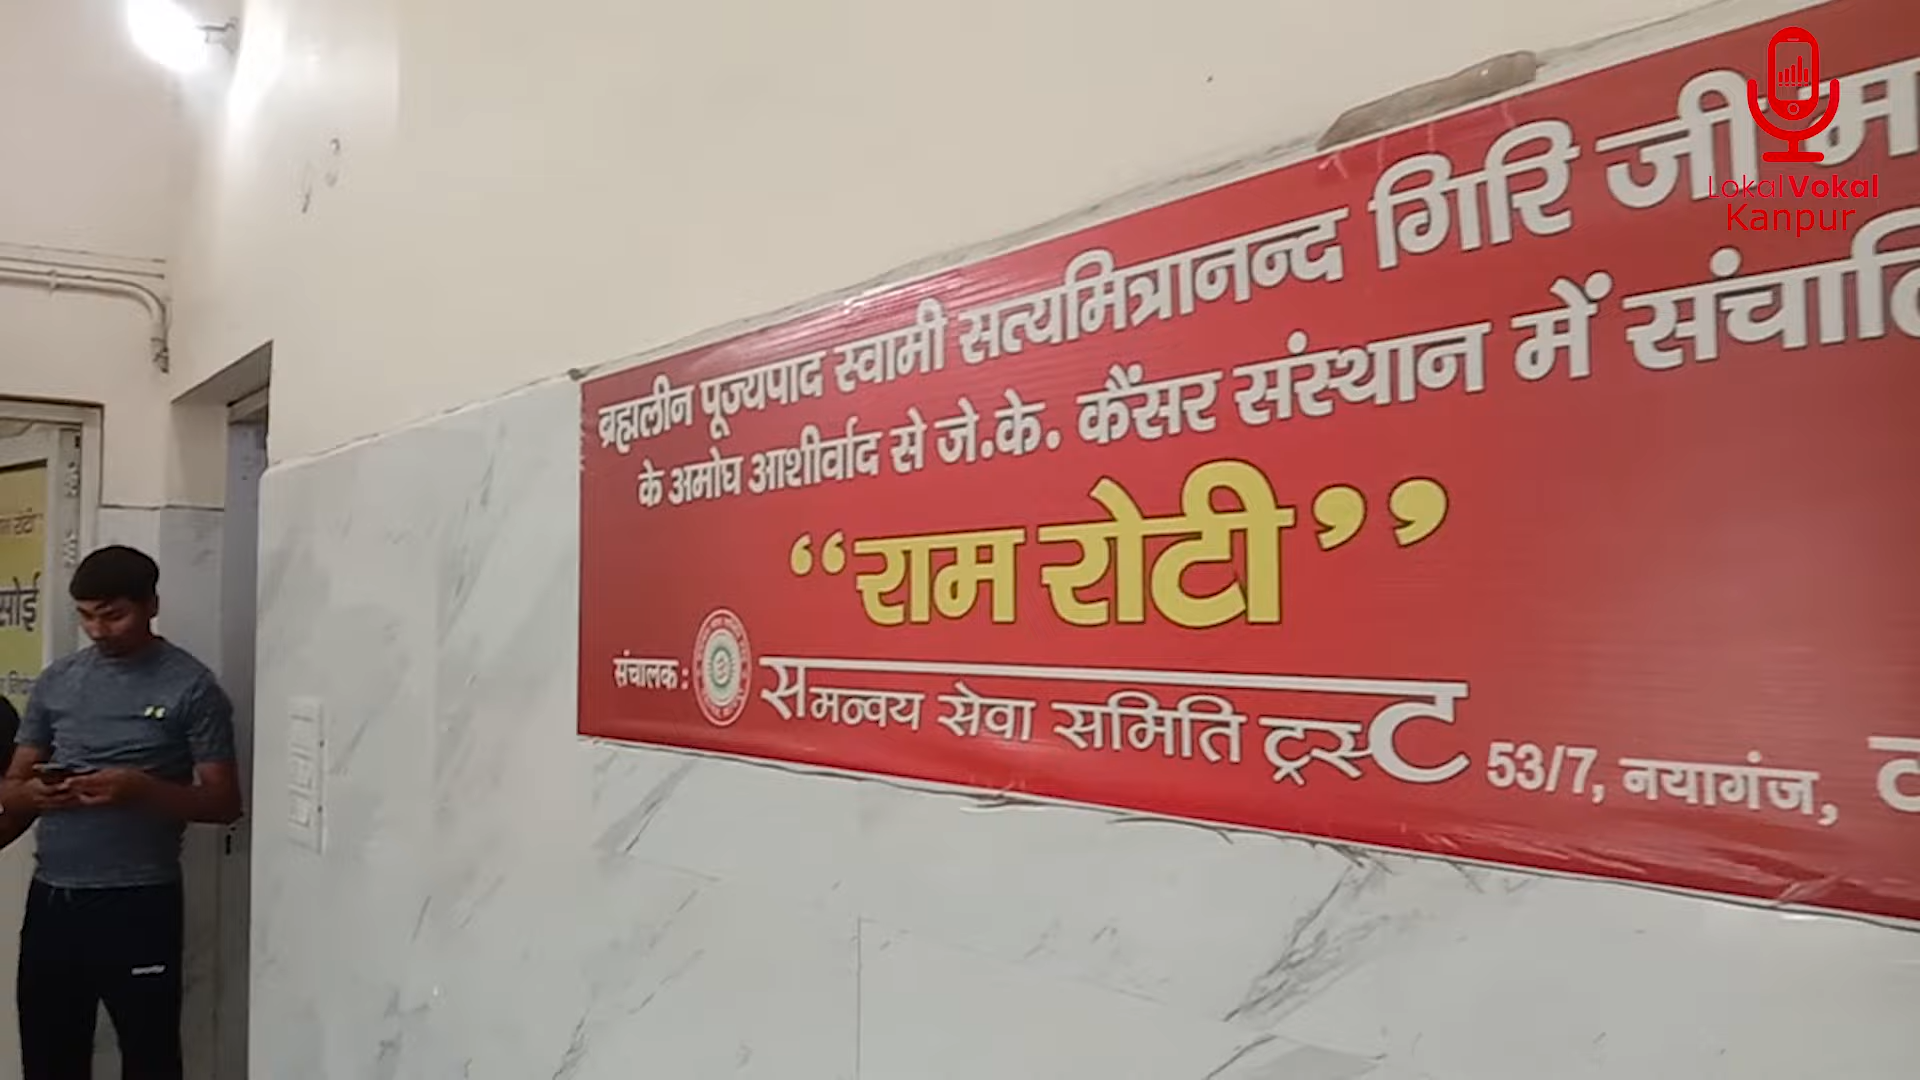 ब्रह्मलीन पूज्यपाद स्वामी सत्यमित्रानन्द गिरि जी
के अमोघ आशीर्वाद से जे.के. कैंसर संस्थान में
“राम रोटी”
संचालक : समन्वय सेवा समिति ट्रस्ट 53/7, नयागंज,
LokalVokal
Kanpur
रोटी